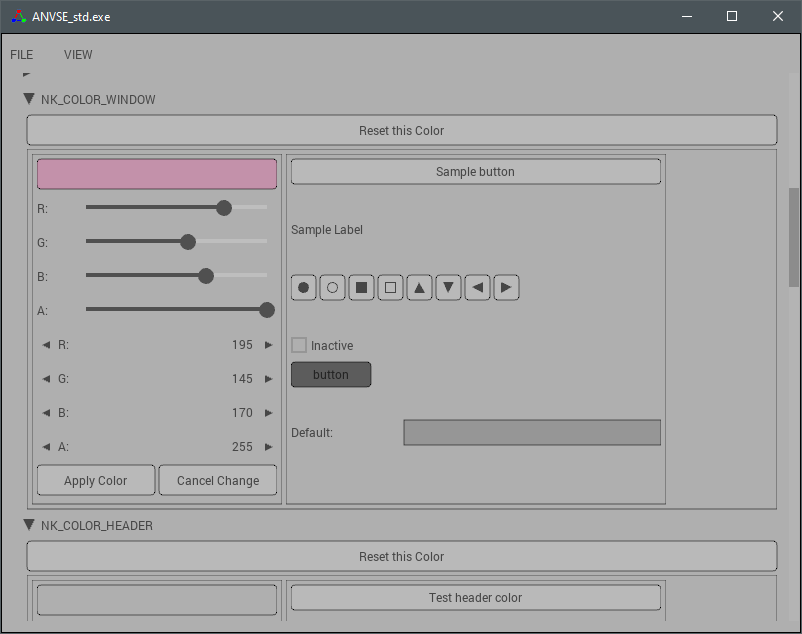 ANVSE_std.exe
FILE VIEW
NK_COLOR_WINDOW
Reset this Color
Sample button
R:
Sample Label
G:
B:
A:
R: 195
Inactive
G: 145
button
B: 170
Default:
A: 255
Apply Color Cancel Change
NK_COLOR_HEADER
Reset this Color
Test header color